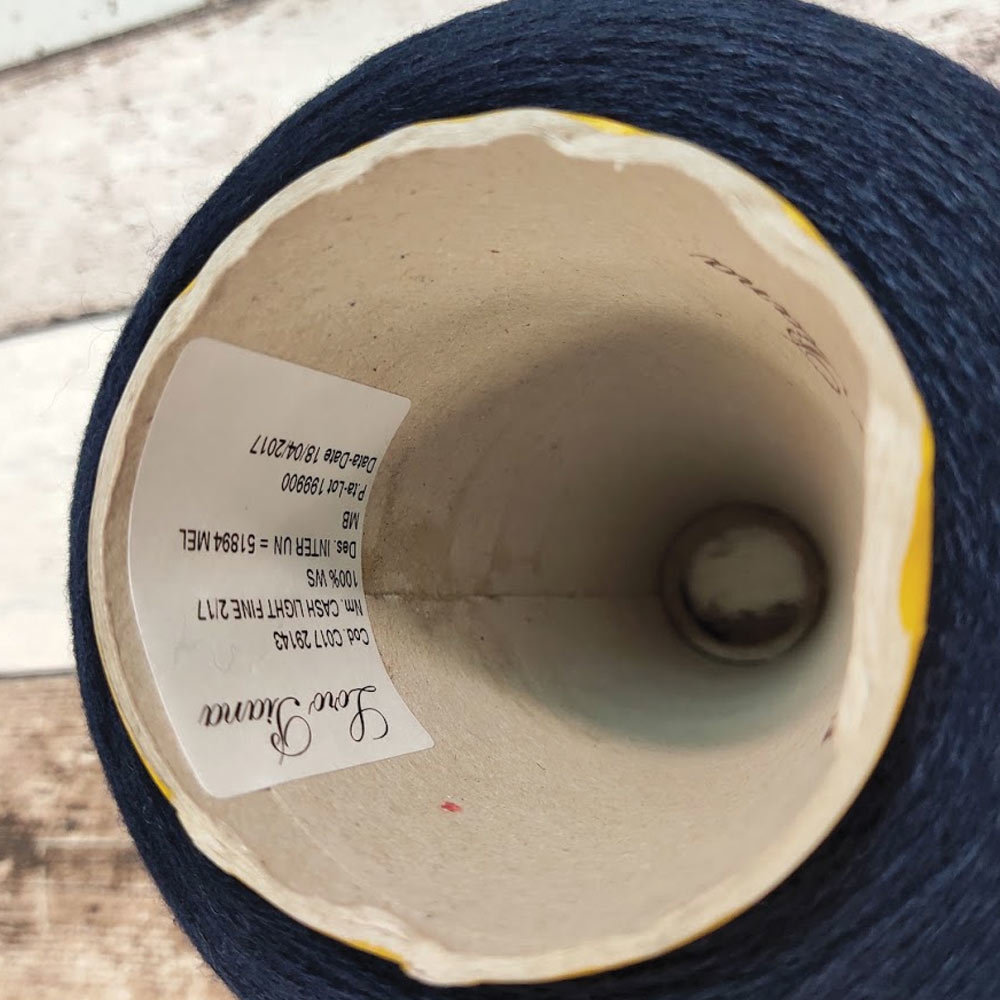 Loro Piana
Cod. C017 29143
Nm. CASH LIGHT FINE 2/17
100% WS
Des. INTER UN = 51894 MEL
MB
P.ta-Lot 199900
Data-Date 18/04/2017
Piana